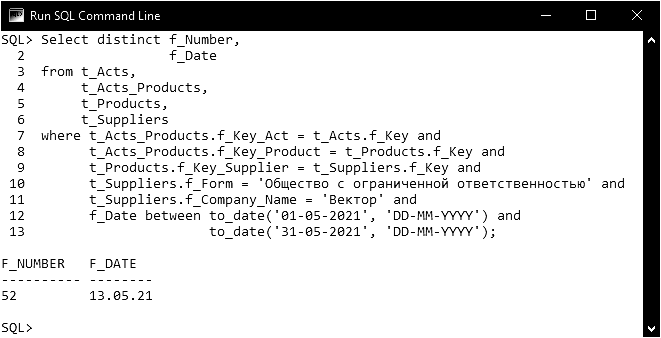 Run SQL Command Line
SQL> Select distinct f_Number,
2 f_Date
3 from t_Acts,
4 t_Acts_Products,
5 t_Products,
6 t_Suppliers
7 where t_Acts_Products.f_Key_Act = t_Acts.f_Key and
8 t_Acts_Products.f_Key_Product = t_Products.f_Key and
9 t_Products.f_Key_Supplier = t_Suppliers.f_Key and
10 t_Suppliers.f_Form = 'Общество с ограниченной ответственностью' and
11 t_Suppliers.f_Company_Name = 'Вектор' and
12 f_Date between to_date('01-05-2021', 'DD-MM-YYYY') and
13 to_date('31-05-2021', 'DD-MM-YYYY');
F_NUMBER F_DATE
---------- --------
52 13.05.21
SQL>